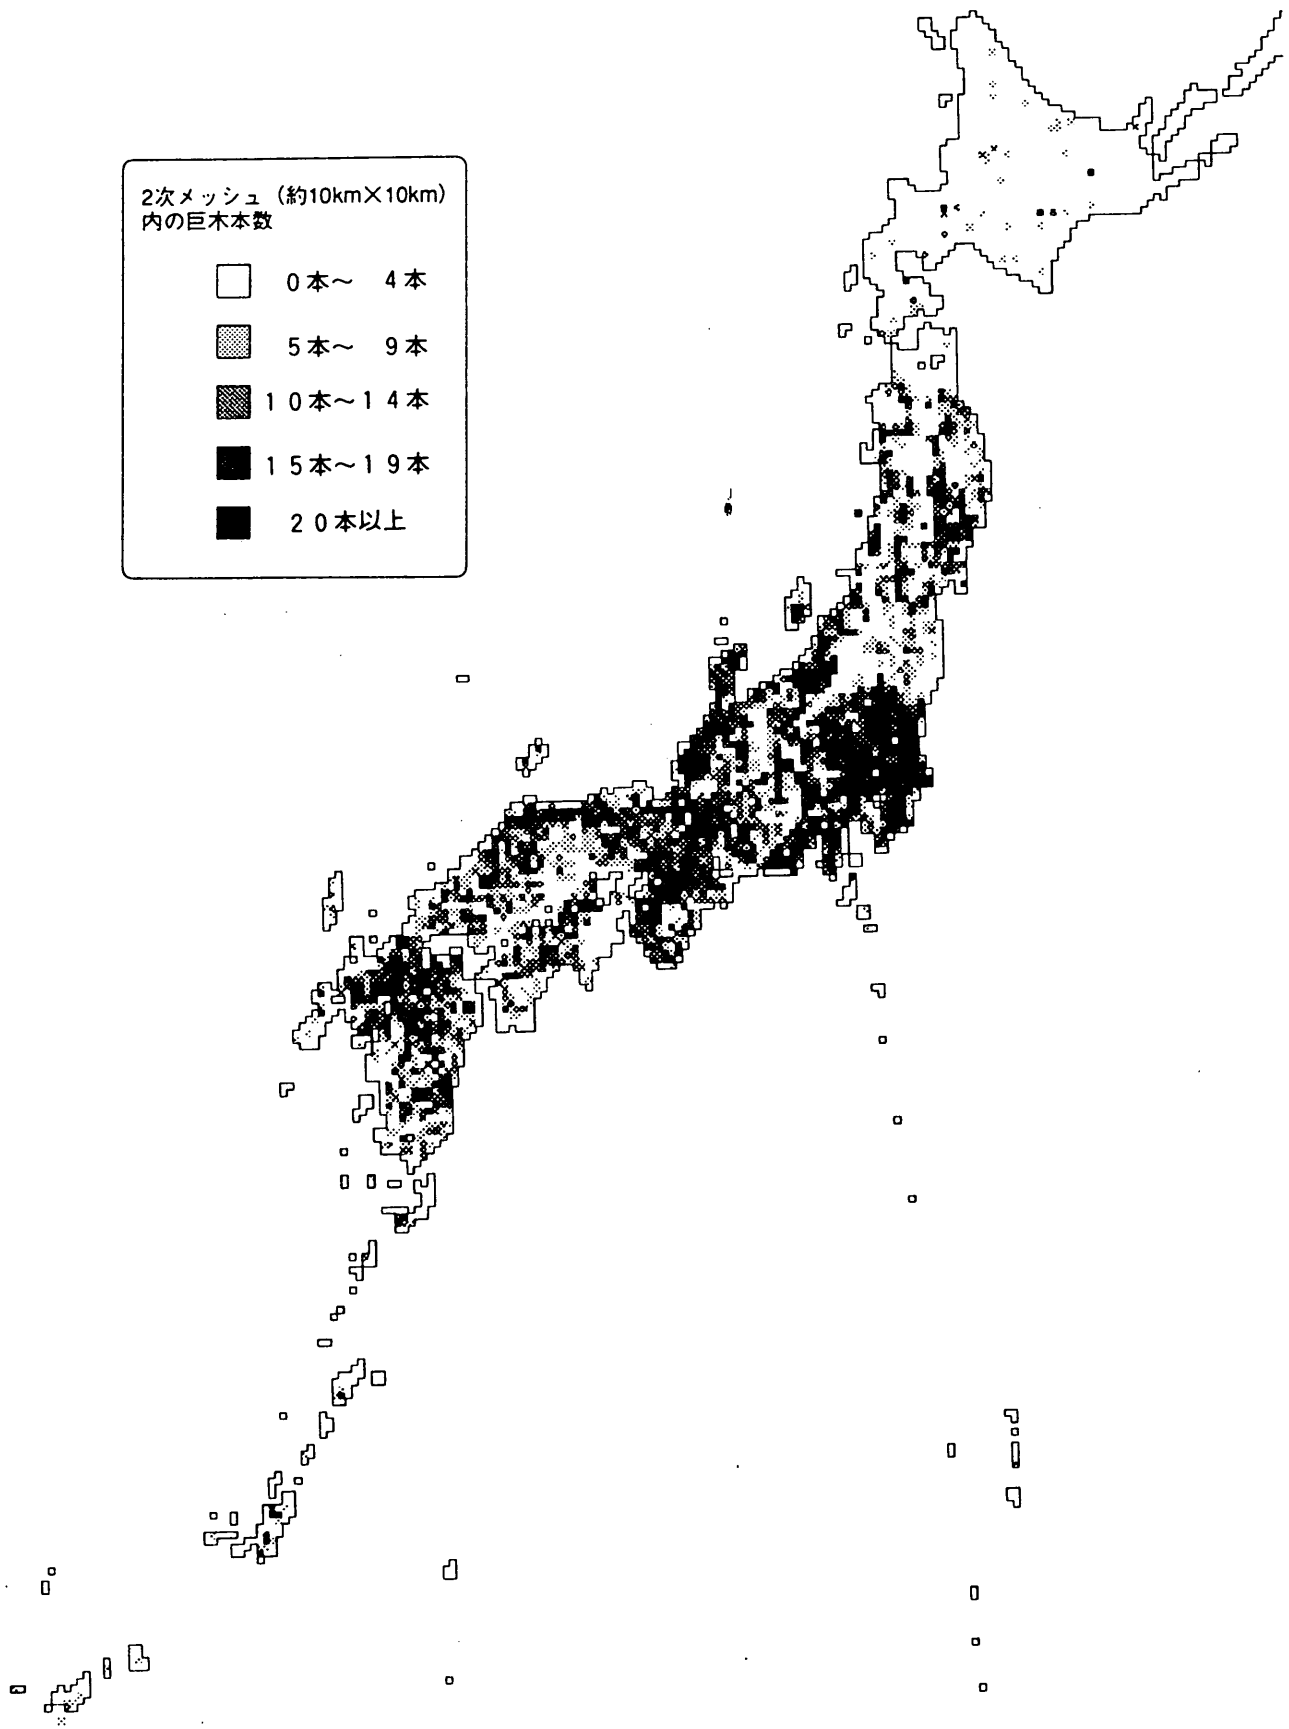 2次メッシュ（約10km×10km）
内の巨木本数
０本～　４本
５本～　９本
１０本～１４本
１５本～１９本
２０本以上